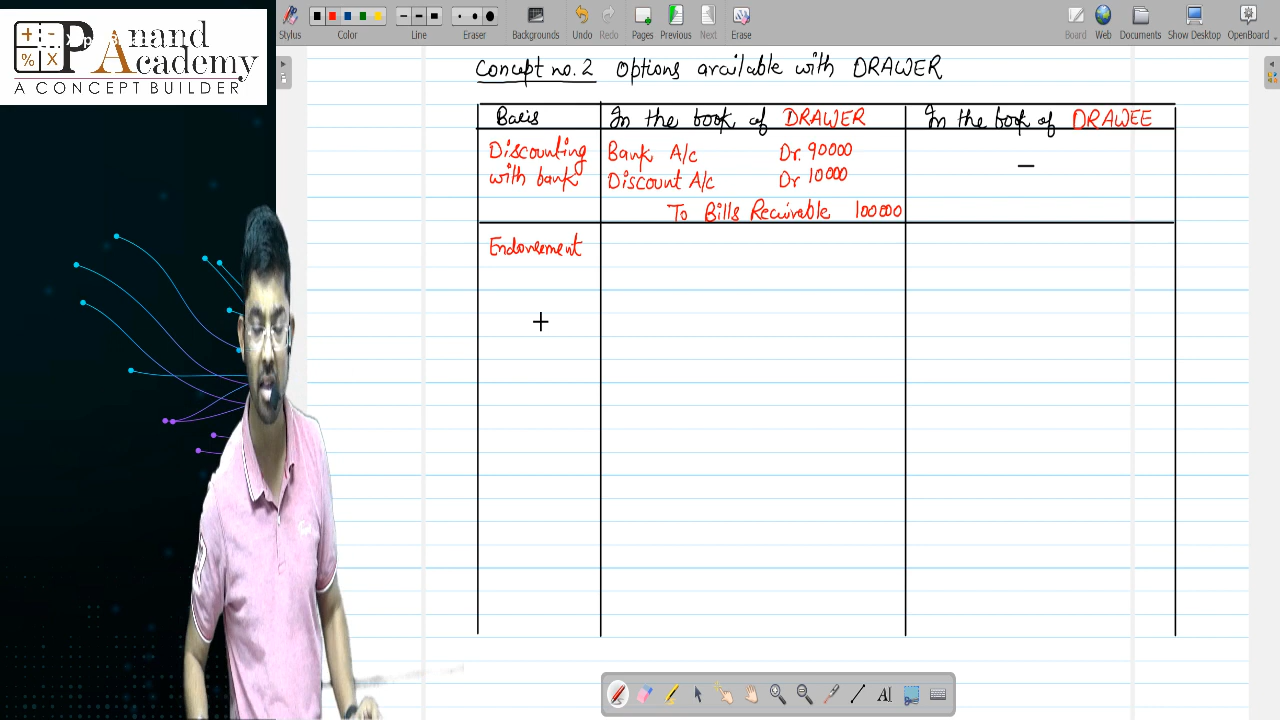 P Anand
Academy
A CONCEPT BUILDER
Stylus
Color
Line
Eraser
Backgrounds
Undo
Redo
Pages
Previous
Next
Erase
Board
Web
Documents
Show Desktop
OpenBoard
Concept no. 2 Options available with DRAWER
Basis
In the book of DRAWER
In the book of DRAWEE
Discounting
with bank
Bank A/c Dr. 90000
Discount A/c Dr 10000
To Bills Receivable 100000
—
Endorsement